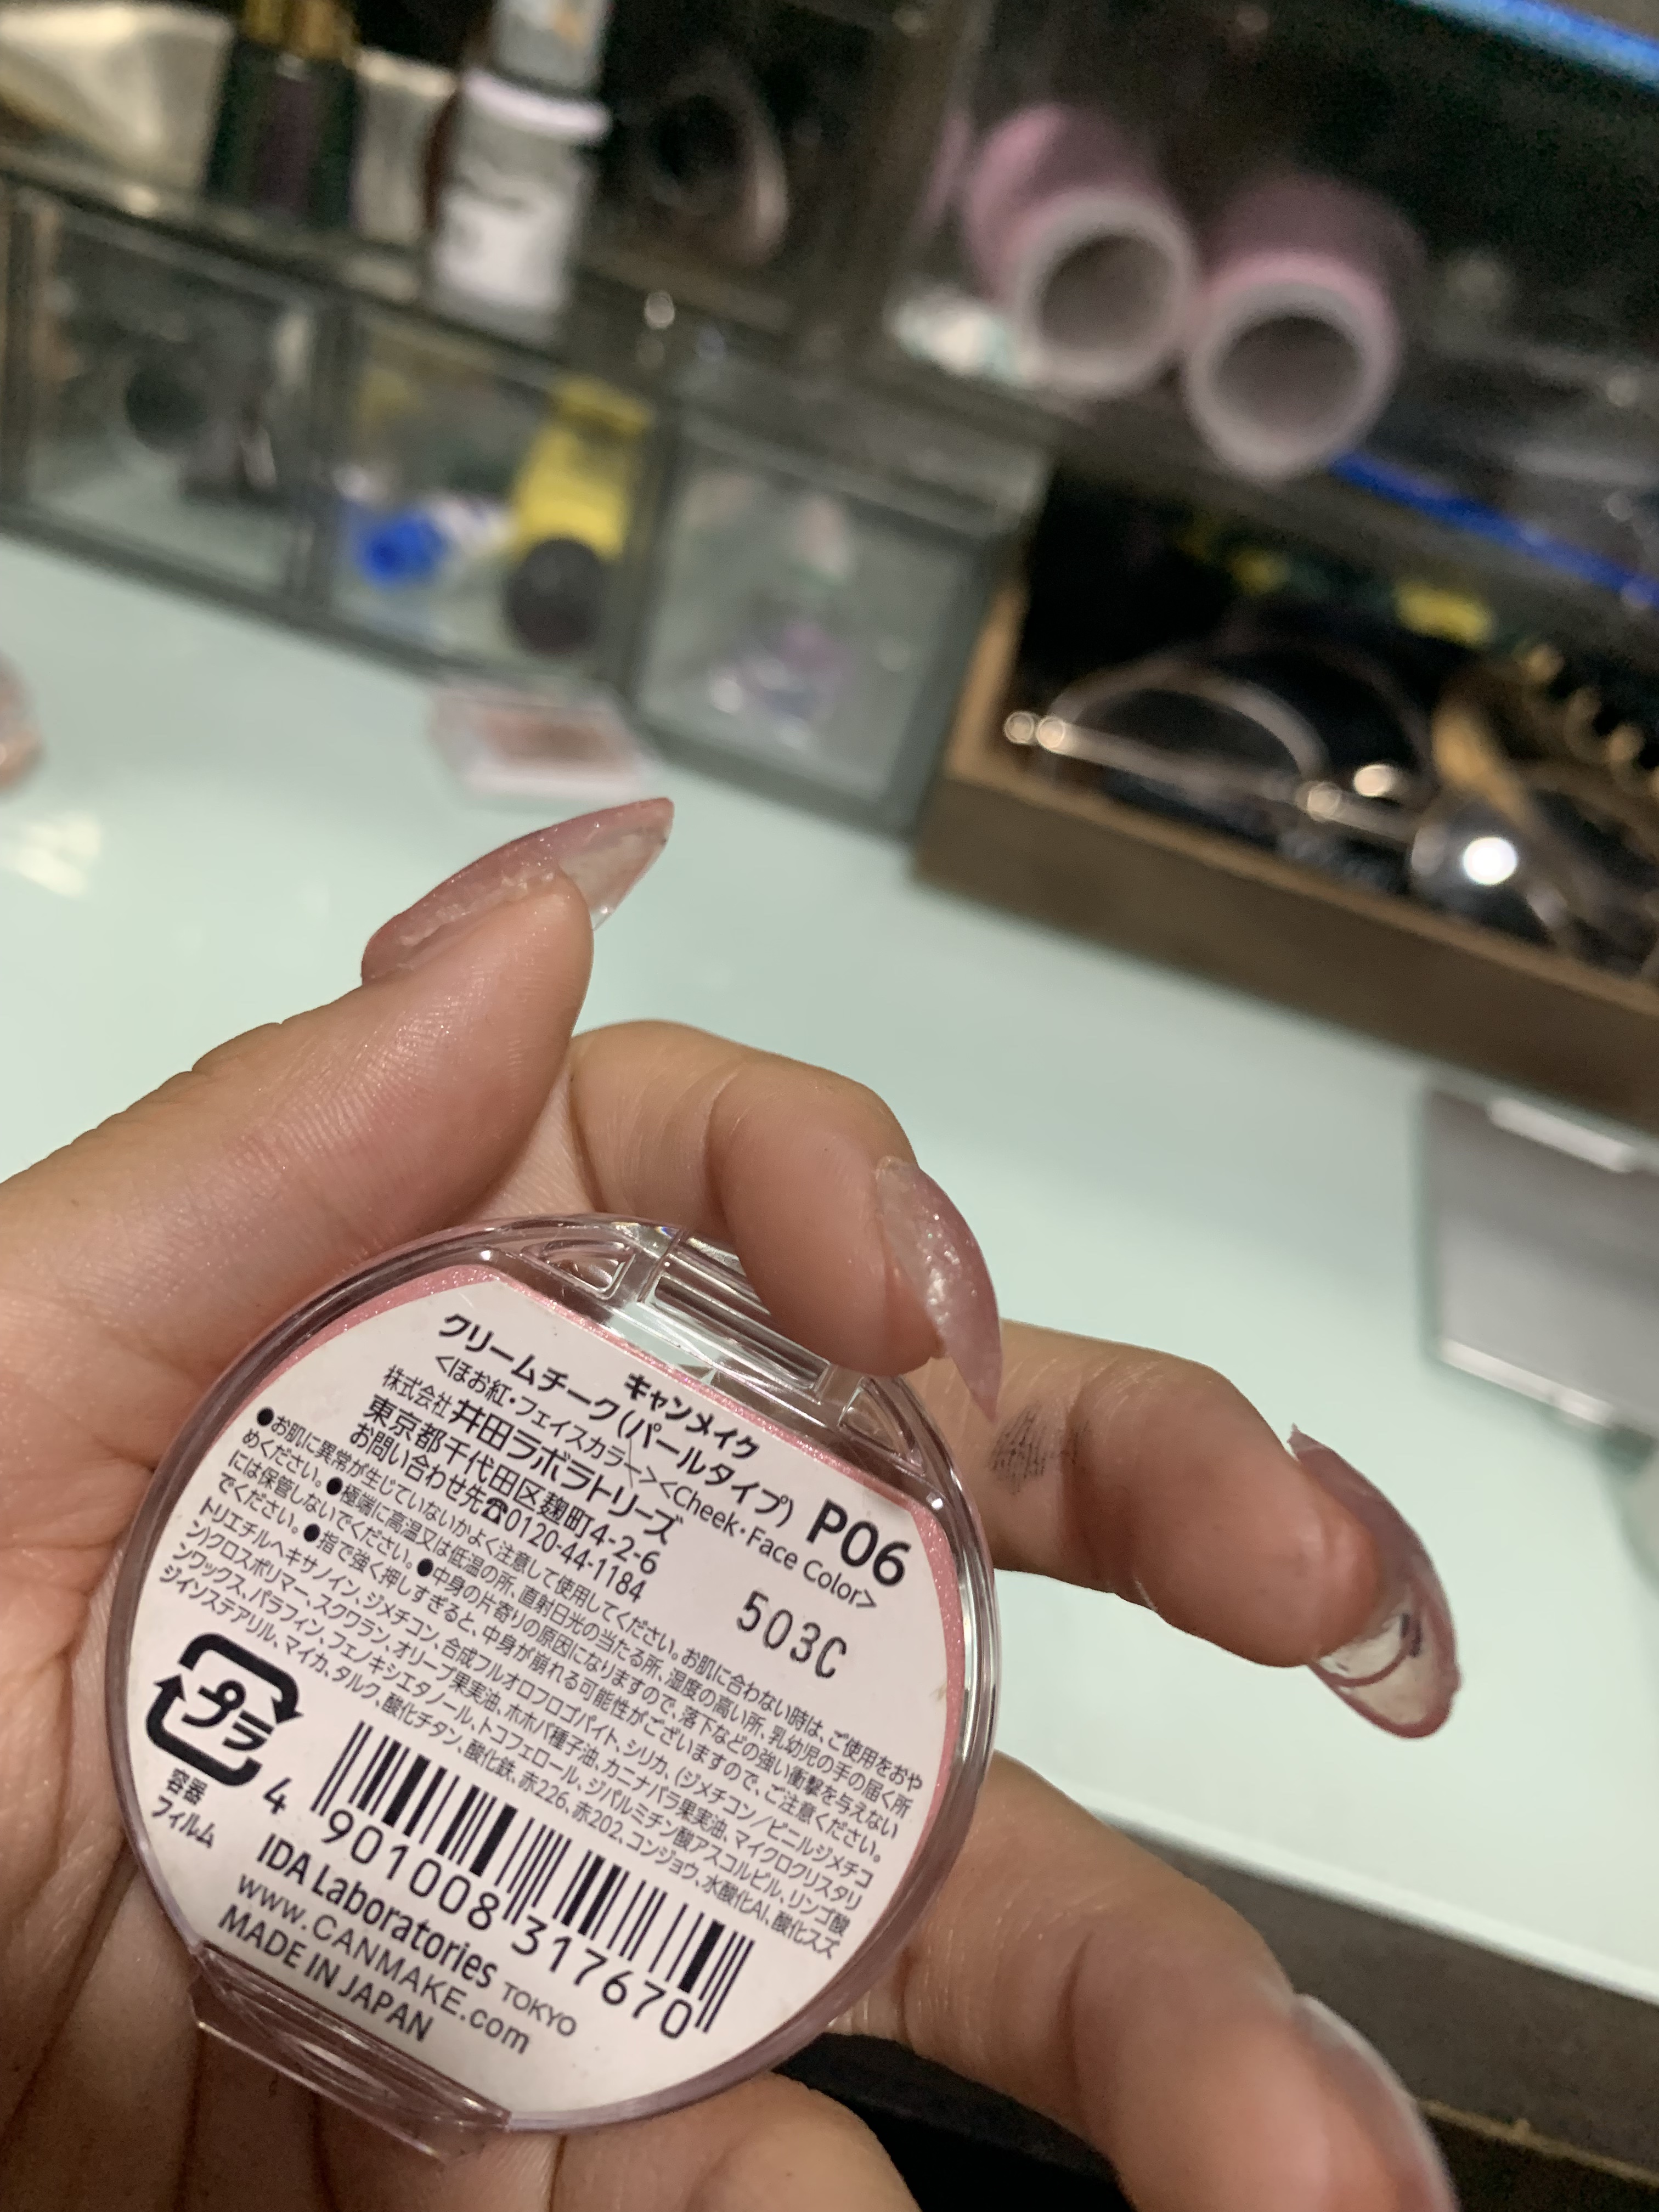 キャンメイク
クリームチーク(パールタイプ) P06
<ほお紅・フェイスカラー><Cheek・Face Color>
株式会社井田ラボラトリーズ
東京都千代田区麹町4-2-6
お問い合わせ先☎0120-44-1184
503C
●お肌に異常が生じていないかよく注意して使用してください。お肌に合わない時は、ご使用をおや
めください。●極端に高温又は低温の所、直射日光の当たる所、湿度の高い所、乳幼児の手の届く所
には保管しないでください。●中身の片寄りの原因になりますので、落下などの強い衝撃を与えない
でください。●指で強く押しすぎると、中身が崩れる可能性がございますので、ご注意ください。
トリエチルヘキサノイン、ジメチコン、合成フルオロフロゴパイト、シリカ、(ジメチコン/ビニルジメチコ
ン)クロスポリマー、スクワラン、オリーブ果実油、ホホバ種子油、カニナバラ果実油、マイクロクリスタリ
ンワックス、パラフィン、フェノキシエタノール、トコフェロール、ジパルミチン酸アスコルビル、リンゴ酸
ジイソステアリル、マイカ、タルク、酸化チタン、酸化鉄、赤226、赤202、コンジョウ、水酸化Al、酸化スズ
プラ
容器
フィルム
4 901008 317670
IDA Laboratories TOKYO
www.CANMAKE.com
MADE IN JAPAN